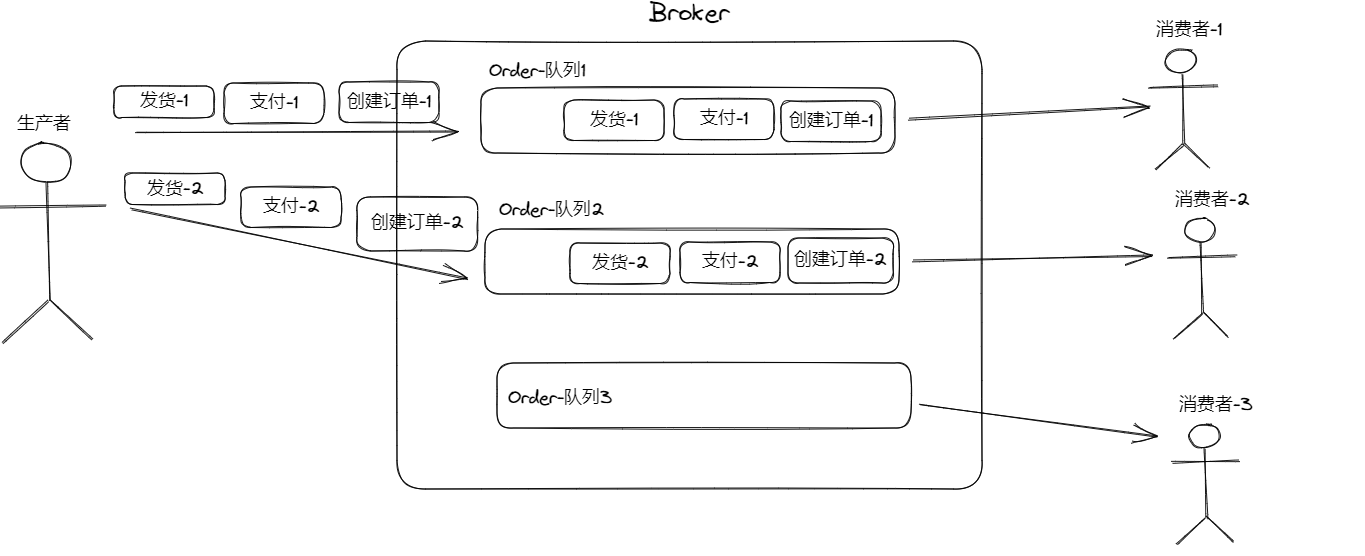 Broker
消费者-1
Order-队列1
发货-1
支付-1
创建订单-1
发货-1
支付-1
创建订单-1
生产者
发货-2
支付-2
创建订单-2
消费者-2
Order-队列2
发货-2
支付-2
创建订单-2
Order-队列3
消费者-3